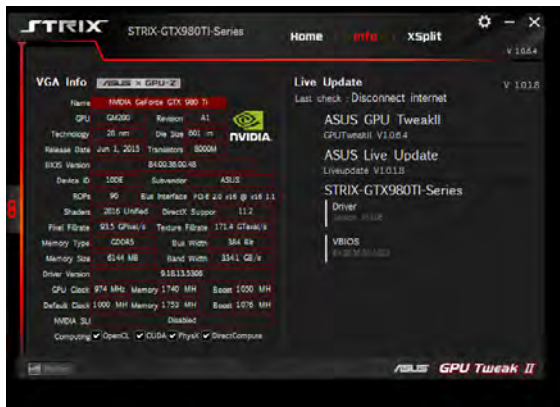 STRIX STRIX-GTX980TI-Series Home Info XSplit
V 1.0.6.4
VGA Info ASUS × GPU-Z
Name NVIDIA GeForce GTX 980 Ti
GPU GM200 Revision A1
Technology 28 nm Die Size 601 m
NVIDIA.
Release Date Jun 1, 2015 Transistors 8000M
BIOS Version 84.00.36.00.48
Device ID 10DE Subvendor ASUS
ROPs 96 Bus Interface PCI-E 2.0 x16 @ x16 1.1
Shaders 2816 Unified DirectX Suppor 11.2
Pixel Fillrate 93.5 GPixel/s Texture Fillrate 171.4 GTexel/s
Memory Type GDDR5 Bus Width 384 Bit
Memory Size 6144 MB Band Width 334.1 GB/s
Driver Version 9.18.13.5306
GPU Clock 974 MHz Memory 1740 MH Boost 1050 MH
Default Clock 1000 MH Memory 1753 MH Boost 1076 MH
NVIDIA SLI Disabled
Computing OpenCL CUDA PhysX DirectCompute
Live Update V 1.0.1.8
Last check : Disconnect internet
ASUS GPU TweakII
GPUTweakII V1.0.6.4
ASUS Live Update
Liveupdate V1.0.1.8
STRIX-GTX980TI-Series
Driver
VBIOS
ASUS GPU Tweak II